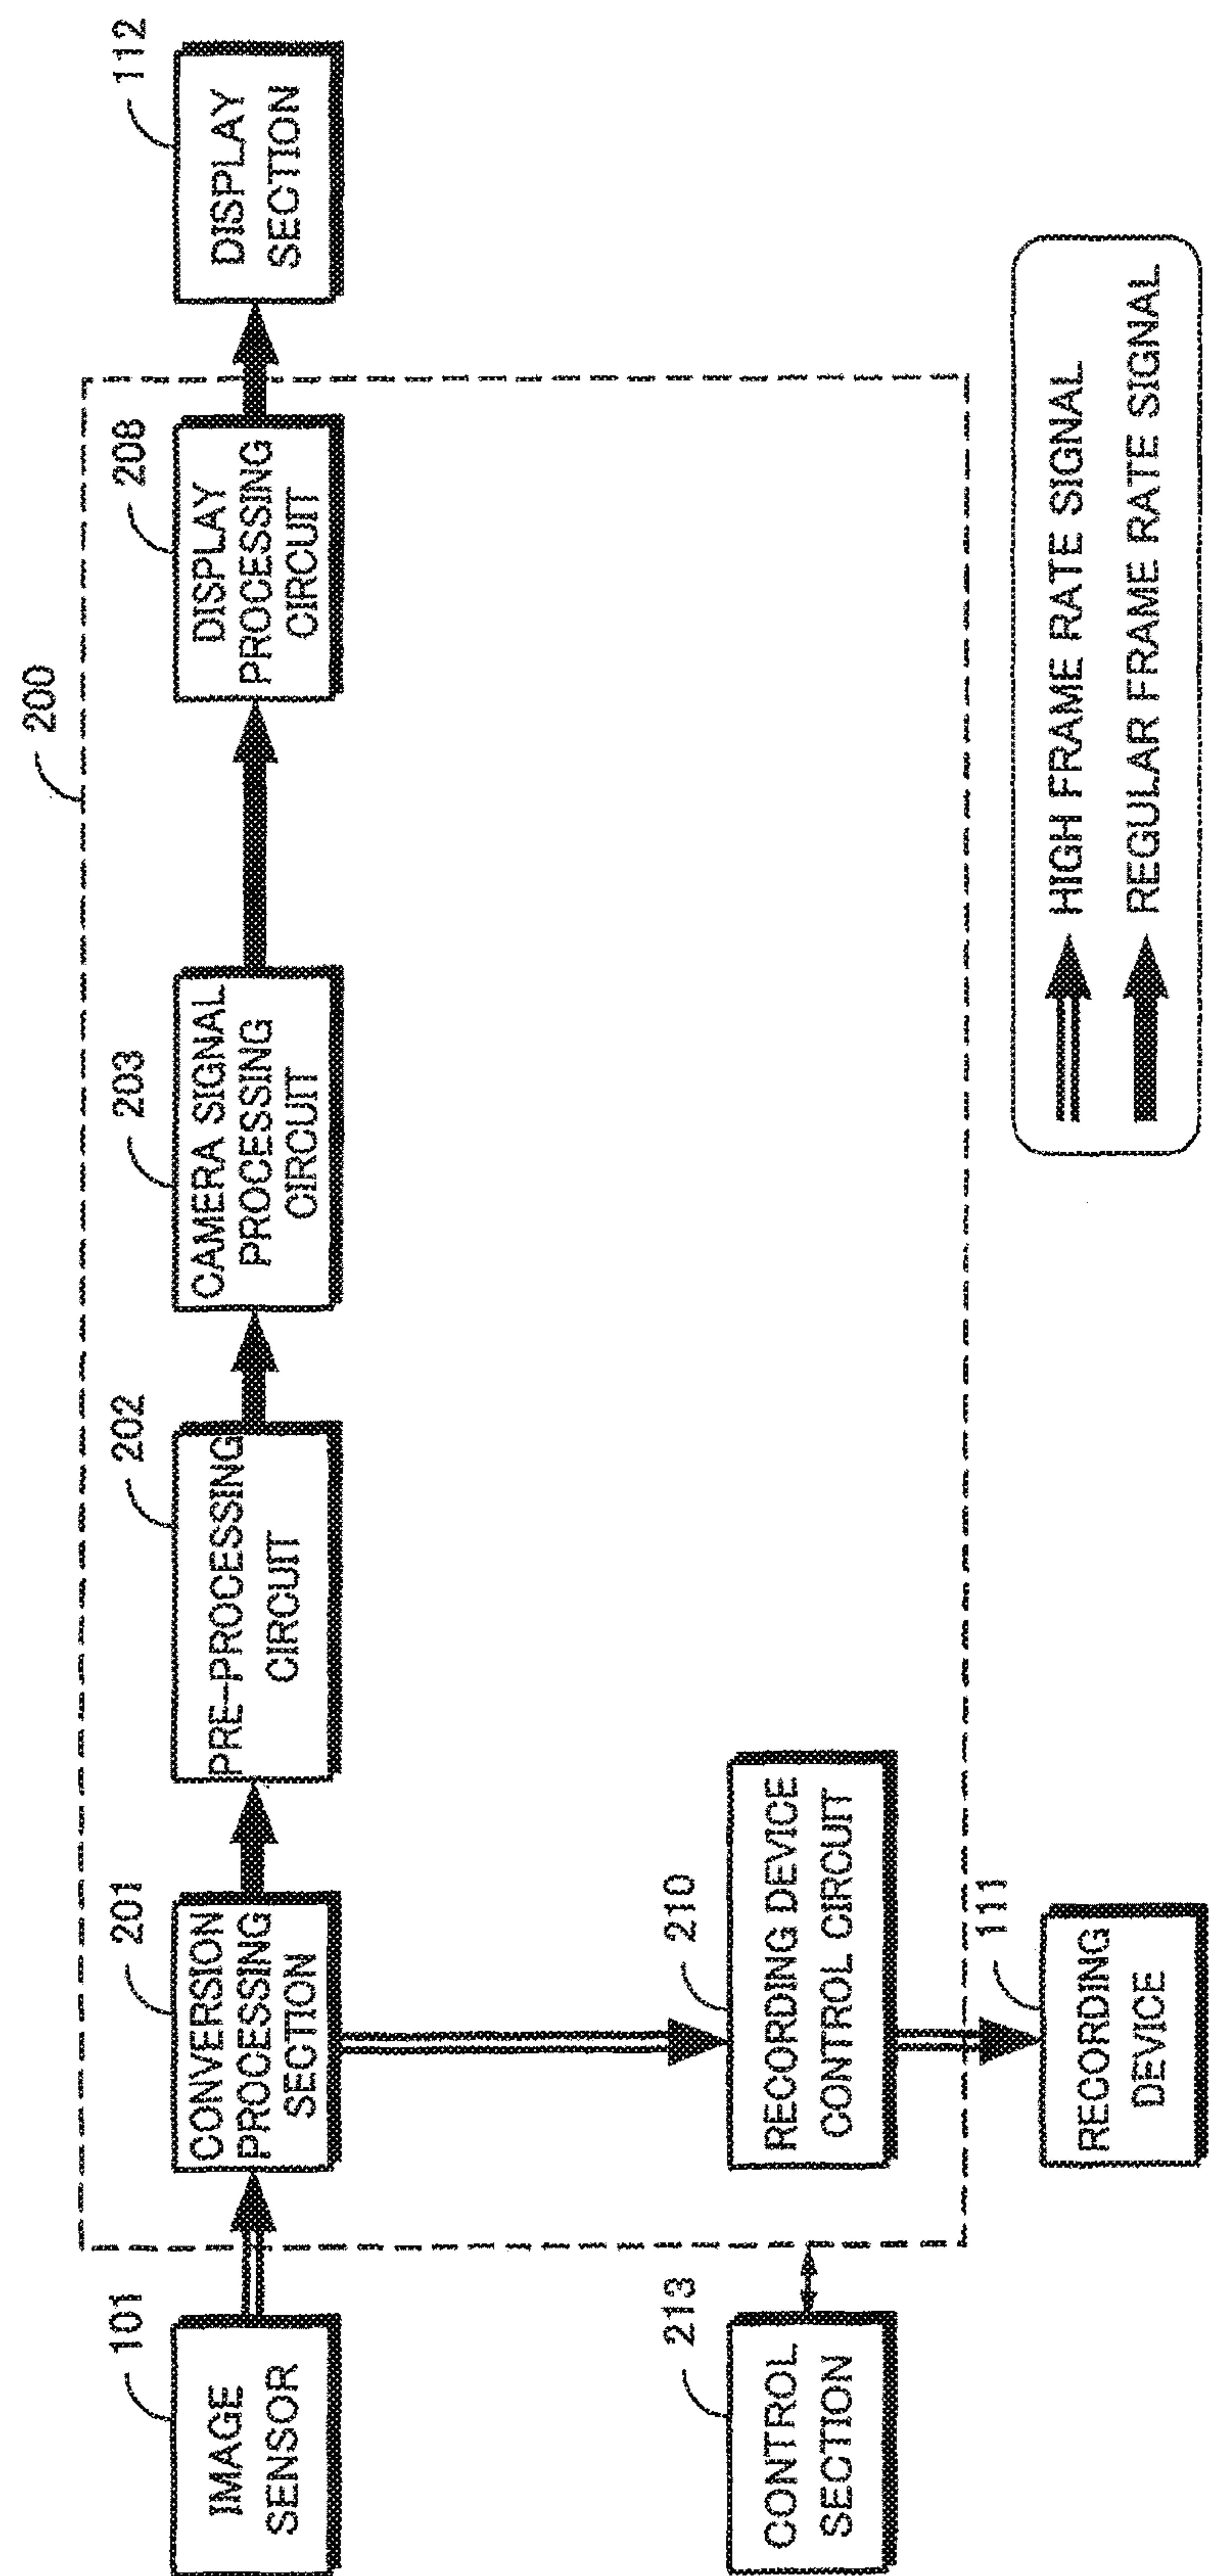 200
101
IMAGE
SENSOR
201
CONVERSION
PROCESSING
SECTION
202
PRE-PROCESSING
CIRCUIT
203
CAMERA SIGNAL
PROCESSING
CIRCUIT
208
DISPLAY
PROCESSING
CIRCUIT
112
DISPLAY
SECTION
213
CONTROL
SECTION
210
RECORDING DEVICE
CONTROL CIRCUIT
111
RECORDING
DEVICE
HIGH FRAME RATE SIGNAL
REGULAR FRAME RATE SIGNAL